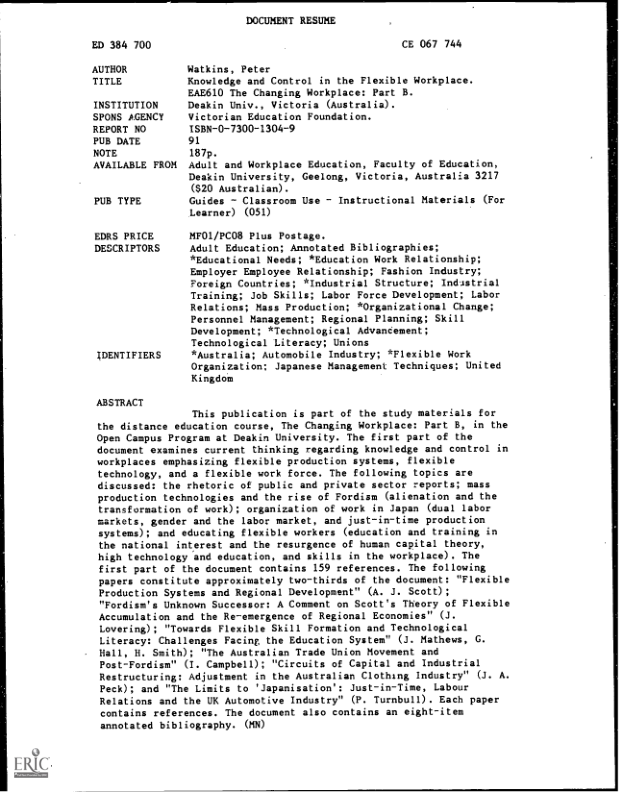 DOCUMENT RESUME
ED 384 700 CE 067 744
AUTHOR Watkins, Peter
TITLE Knowledge and Control in the Flexible Workplace.
EAE610 The Changing Workplace: Part B.
INSTITUTION Deakin Univ., Victoria (Australia).
SPONS AGENCY Victorian Education Foundation.
REPORT NO ISBN-0-7300-1304-9
PUB DATE 91
NOTE 187p.
AVAILABLE FROM Adult and Workplace Education, Faculty of Education,
Deakin University, Geelong, Victoria, Australia 3217
($20 Australian).
PUB TYPE Guides - Classroom Use - Instructional Materials (For
Learner) (051)
EDRS PRICE MF01/PC08 Plus Postage.
DESCRIPTORS Adult Education; Annotated Bibliographies;
*Educational Needs; *Education Work Relationship;
Employer Employee Relationship; Fashion Industry;
Foreign Countries; *Industrial Structure; Industrial
Training; Job Skills; Labor Force Development; Labor
Relations; Mass Production; *Organizational Change;
Personnel Management; Regional Planning; Skill
Development; *Technological Advancement;
Technological Literacy; Unions
IDENTIFIERS *Australia; Automobile Industry; *Flexible Work
Organization; Japanese Management Techniques; United
Kingdom
ABSTRACT
This publication is part of the study materials for
the distance education course, The Changing Workplace: Part B, in the
Open Campus Program at Deakin University. The first part of the
document examines current thinking regarding knowledge and control in
workplaces emphasizing flexible production systems, flexible
technology, and a flexible work force. The following topics are
discussed: the rhetoric of public and private sector reports; mass
production technologies and the rise of Fordism (alienation and the
transformation of work); organization of work in Japan (dual labor
markets, gender and the labor market, and just-in-time production
systems); and educating flexible workers (education and training in
the national interest and the resurgence of human capital theory,
high technology and education, and skills in the workplace). The
first part of the document contains 159 references. The following
papers constitute approximately two-thirds of the document: "Flexible
Production Systems and Regional Development" (A. J. Scott);
"Fordism's Unknown Successor: A Comment on Scott's Theory of Flexible
Accumulation and the Re-emergence of Regional Economies" (J.
Lovering); "Towards Flexible Skill Formation and Technological
Literacy: Challenges Facing the Education System" (J. Mathews, G.
Hall, H. Smith); "The Australian Trade Union Movement and
Post-Fordism" (I. Campbell); "Circuits of Capital and Industrial
Restructuring: Adjustment in the Australian Clothing Industry" (J. A.
Peck); and "The Limits to 'Japanisation': Just-in-Time, Labour
Relations and the UK Automotive Industry" (P. Turnbull). Each paper
contains references. The document also contains an eight-item
annotated bibliography. (MN)
ERIC